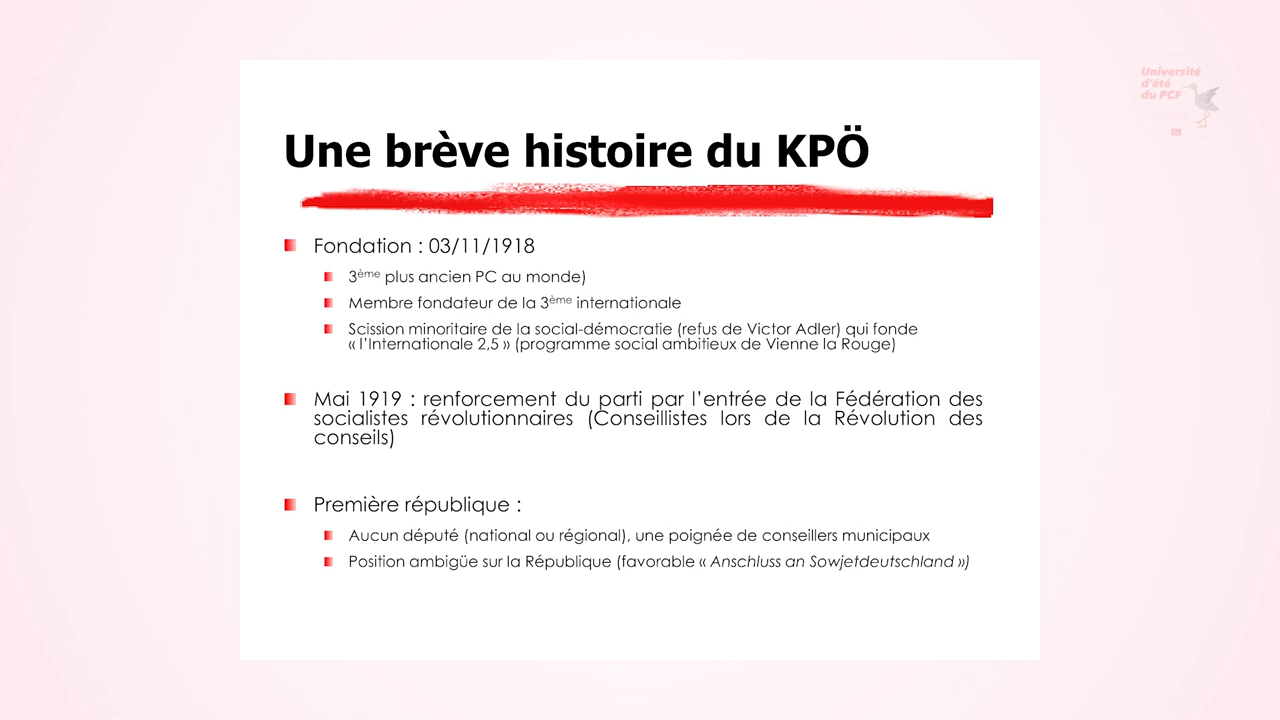 Université
d'été
du PCF
Une brève histoire du KPÖ
Fondation : 03/11/1918
3ème plus ancien PC au monde)
Membre fondateur de la 3ème internationale
Scission minoritaire de la social-démocratie (refus de Victor Adler) qui fonde
« l'Internationale 2,5 » (programme social ambitieux de Vienne la Rouge)
Mai 1919 : renforcement du parti par l'entrée de la Fédération des
socialistes révolutionnaires (Conseillistes lors de la Révolution des
conseils)
Première république :
Aucun député (national ou régional), une poignée de conseillers municipaux
Position ambigüe sur la République (favorable « Anschluss an Sowjetdeutschland »)